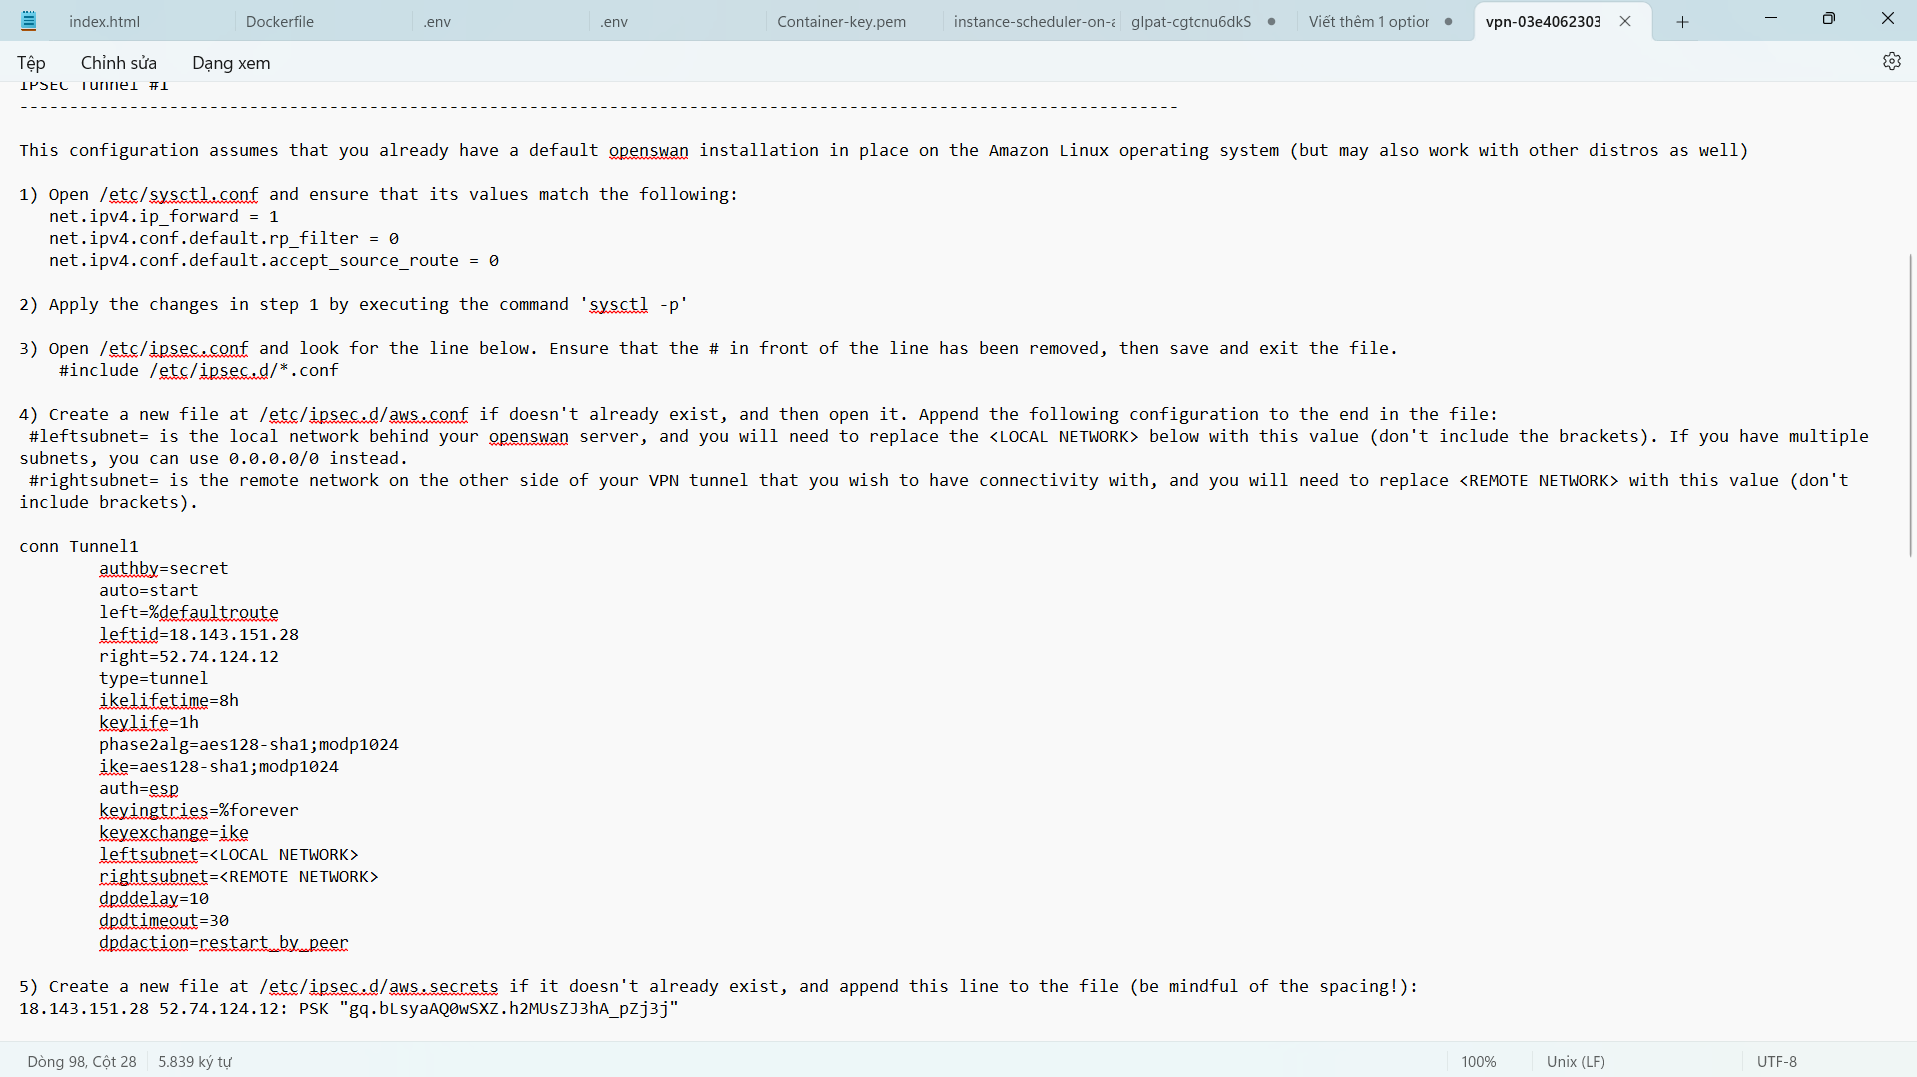 index.html
Dockerfile
.env
.env
Container-key.pem
instance-scheduler-on-a
glpat-cgtcnu6dkS
Viết thêm 1 option
vpn-03e4062303
Tệp
Chỉnh sửa
Dạng xem
IPSEC Tunnel #1
--------------------------------------------------------------------------------------------------------------------
This configuration assumes that you already have a default openswan installation in place on the Amazon Linux operating system (but may also work with other distros as well)
1) Open /etc/sysctl.conf and ensure that its values match the following:
net.ipv4.ip_forward = 1
net.ipv4.conf.default.rp_filter = 0
net.ipv4.conf.default.accept_source_route = 0
2) Apply the changes in step 1 by executing the command 'sysctl -p'
3) Open /etc/ipsec.conf and look for the line below. Ensure that the # in front of the line has been removed, then save and exit the file.
#include /etc/ipsec.d/*.conf
4) Create a new file at /etc/ipsec.d/aws.conf if doesn't already exist, and then open it. Append the following configuration to the end in the file:
#leftsubnet= is the local network behind your openswan server, and you will need to replace the <LOCAL NETWORK> below with this value (don't include the brackets). If you have multiple
subnets, you can use 0.0.0.0/0 instead.
#rightsubnet= is the remote network on the other side of your VPN tunnel that you wish to have connectivity with, and you will need to replace <REMOTE NETWORK> with this value (don't
include brackets).
conn Tunnel1
authby=secret
auto=start
left=%defaultroute
leftid=18.143.151.28
right=52.74.124.12
type=tunnel
ikelifetime=8h
keylife=1h
phase2alg=aes128-sha1;modp1024
ike=aes128-sha1;modp1024
auth=esp
keyingtries=%forever
keyexchange=ike
leftsubnet=<LOCAL NETWORK>
rightsubnet=<REMOTE NETWORK>
dpddelay=10
dpdtimeout=30
dpdaction=restart_by_peer
5) Create a new file at /etc/ipsec.d/aws.secrets if it doesn't already exist, and append this line to the file (be mindful of the spacing!):
18.143.151.28 52.74.124.12: PSK "gq.bLsyaAQ0wSXZ.h2MUsZJ3hA_pZj3j"
Dòng 98, Cột 28
5.839 ký tự
100%
Unix (LF)
UTF-8